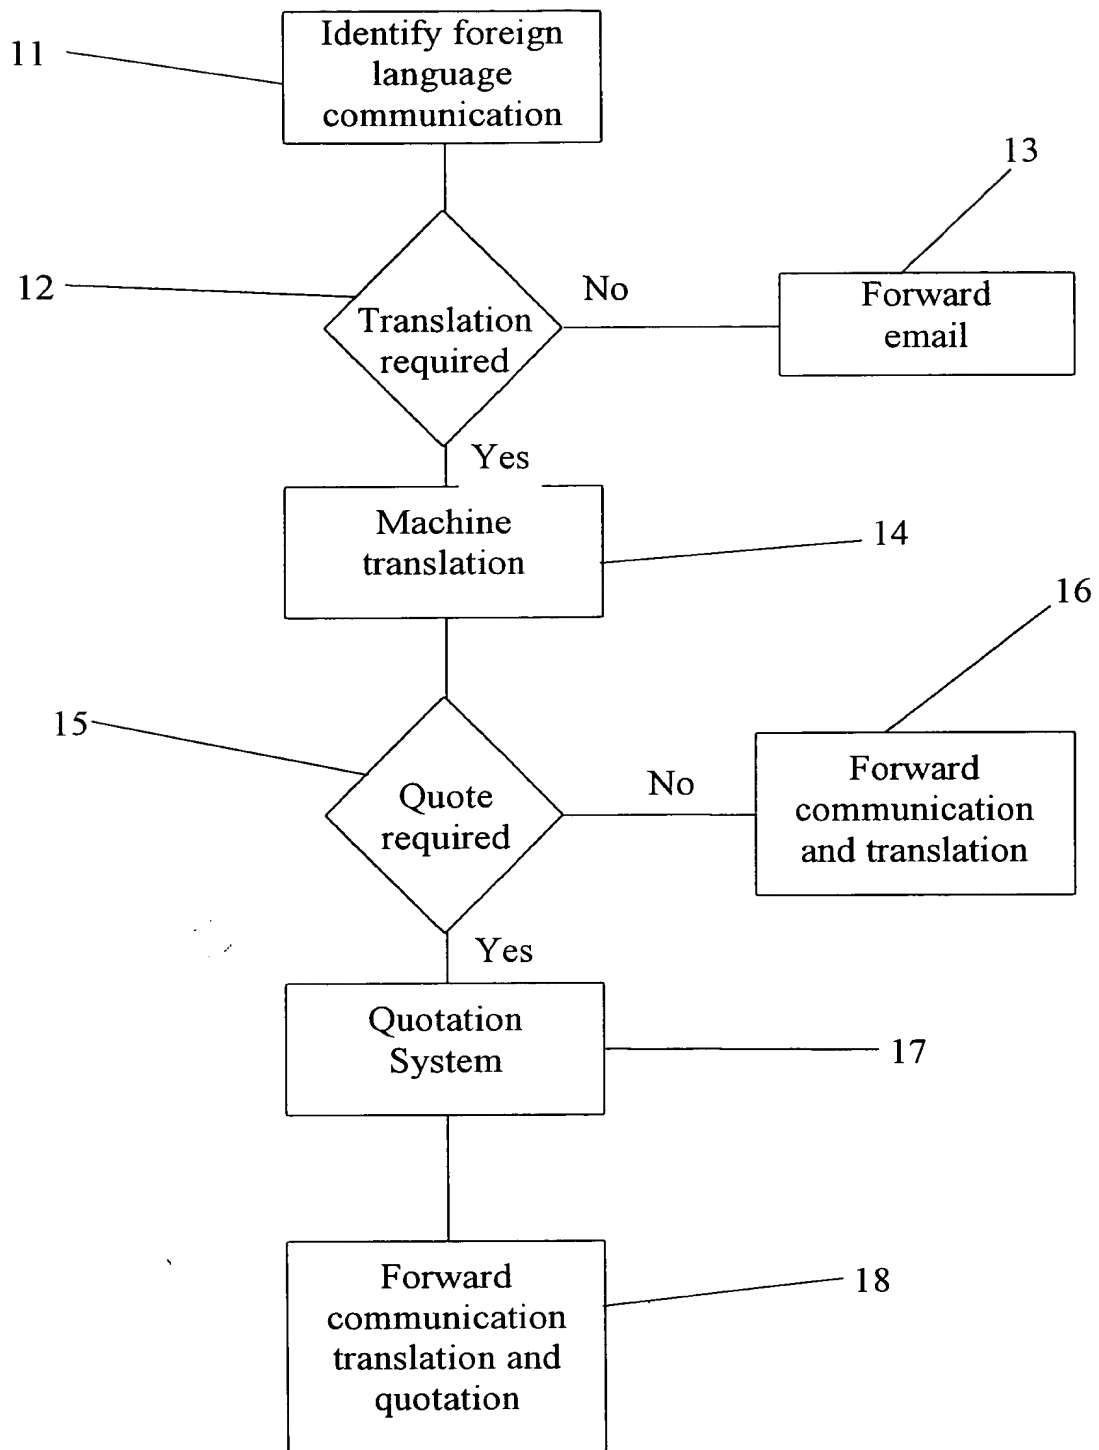 11
Identify foreign
language
communication
13
12
No
Forward
email
Translation
required
Yes
Machine
translation
14
16
15
No
Forward
communication
and translation
Quote
required
Yes
Quotation
System
17
Forward
communication
translation and
quotation
18